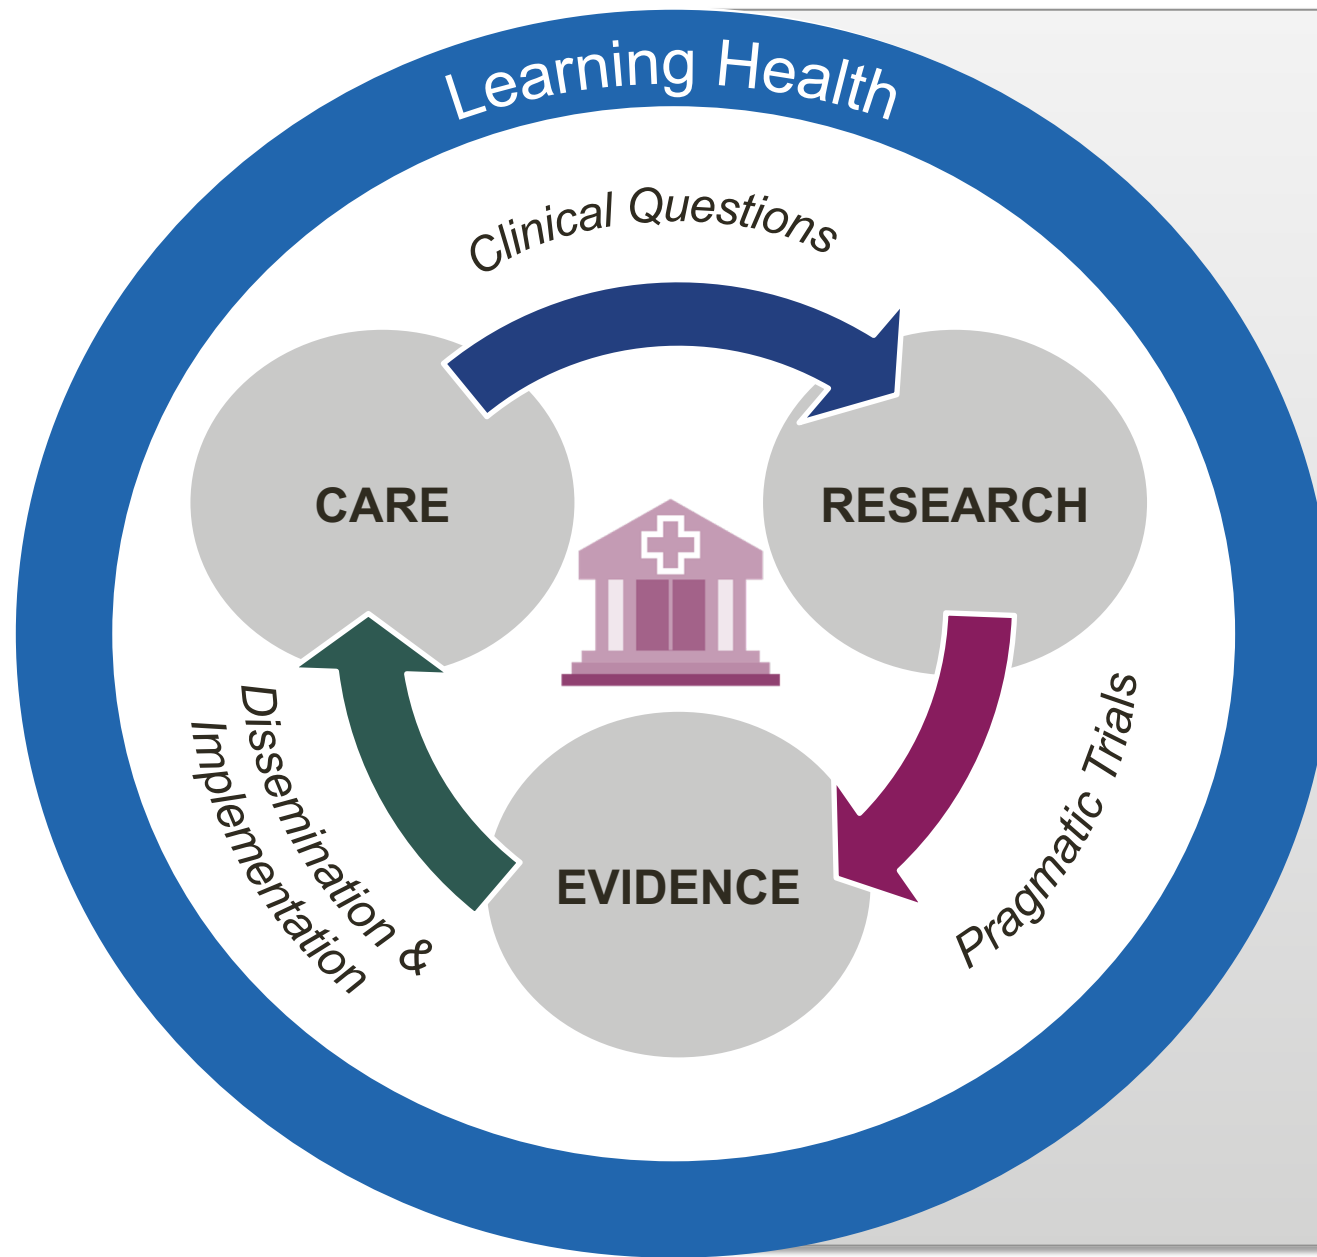 Learning Health
Clinical Questions
CARE
RESEARCH
EVIDENCE
Pragmatic Trials
Dissemination &
Implementation